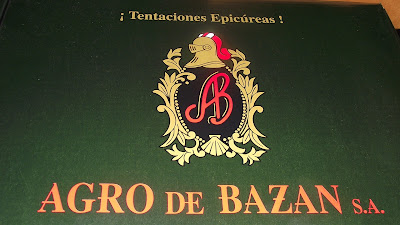 ¡ Tentaciones Epicúreas !
AB
AGRO DE BAZAN S.A.